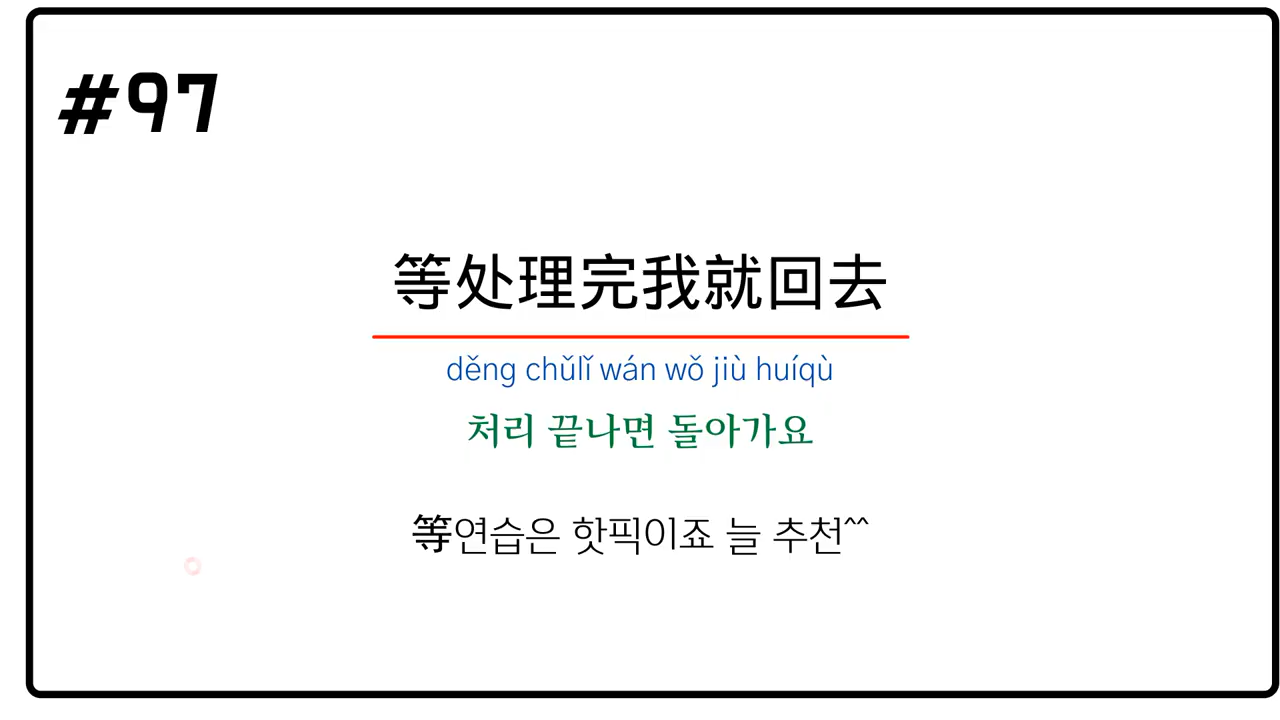 #97
等处理完我就回去
děng chǔlǐ wán wǒ jiù huíqù
처리 끝나면 돌아가요
等연습은 핫픽이죠 늘 추천^^